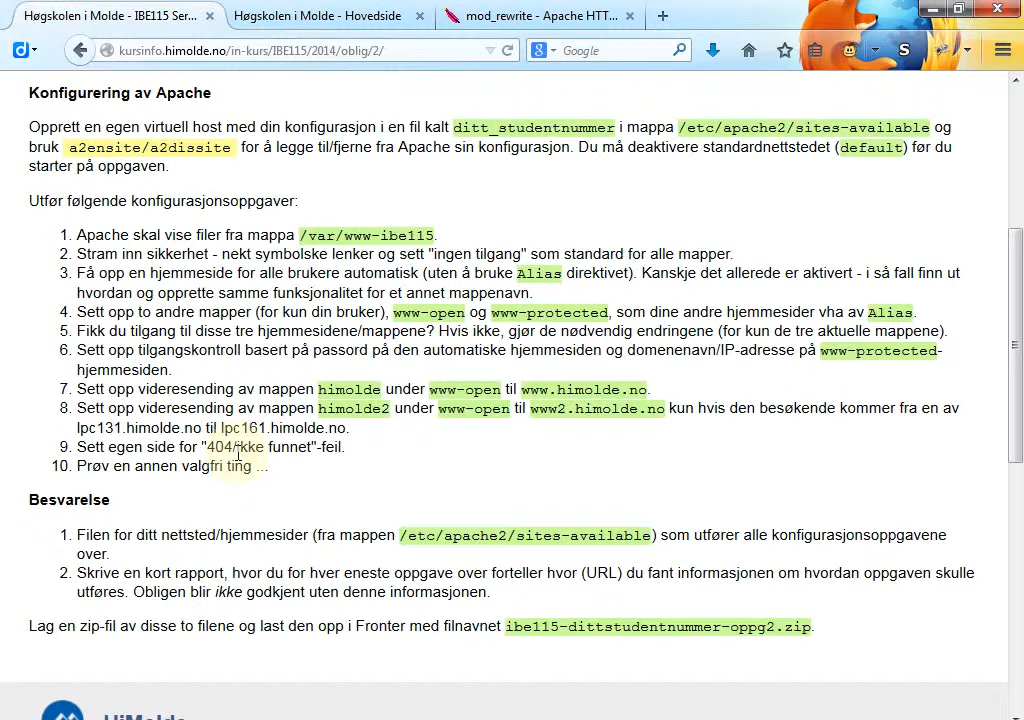 Høgskolen i Molde - IBE115 Ser... × Høgskolen i Molde - Hovedside × mod_rewrite - Apache HTT... × +
kursinfo.himolde.no/in-kurs/IBE115/2014/oblig/2/ Google
Konfigurering av Apache
Opprett en egen virtuell host med din konfigurasjon i en fil kalt ditt_studentnummer i mappa /etc/apache2/sites-available og
bruk a2ensite/a2dissite for å legge til/fjerne fra Apache sin konfigurasjon. Du må deaktivere standardnettstedet (default) før du
starter på oppgaven.
Utfør følgende konfigurasjonsoppgaver:
1. Apache skal vise filer fra mappa /var/www-ibe115.
2. Stram inn sikkerhet - nekt symbolske lenker og sett "ingen tilgang" som standard for alle mapper.
3. Få opp en hjemmeside for alle brukere automatisk (uten å bruke Alias direktivet). Kanskje det allerede er aktivert - i så fall finn ut
hvordan og opprette samme funksjonalitet for et annet mappenavn.
4. Sett opp to andre mapper (for kun din bruker), www-open og www-protected, som dine andre hjemmesider vha av Alias.
5. Fikk du tilgang til disse tre hjemmesidene/mappene? Hvis ikke, gjør de nødvendig endringene (for kun de tre aktuelle mappene).
6. Sett opp tilgangskontroll basert på passord på den automatiske hjemmesiden og domenenavn/IP-adresse på www-protected-
hjemmesiden.
7. Sett opp videresending av mappen himolde under www-open til www.himolde.no.
8. Sett opp videresending av mappen himolde2 under www-open til www2.himolde.no kun hvis den besøkende kommer fra en av
lpc131.himolde.no til lpc161.himolde.no.
9. Sett egen side for "404/ikke funnet"-feil.
10. Prøv en annen valgfri ting ...
Besvarelse
1. Filen for ditt nettsted/hjemmesider (fra mappen /etc/apache2/sites-available) som utfører alle konfigurasjonsoppgavene
over.
2. Skrive en kort rapport, hvor du for hver eneste oppgave over forteller hvor (URL) du fant informasjonen om hvordan oppgaven skulle
utføres. Obligen blir ikke godkjent uten denne informasjonen.
Lag en zip-fil av disse to filene og last den opp i Fronter med filnavnet ibe115-dittstudentnummer-oppg2.zip.
HiMolde